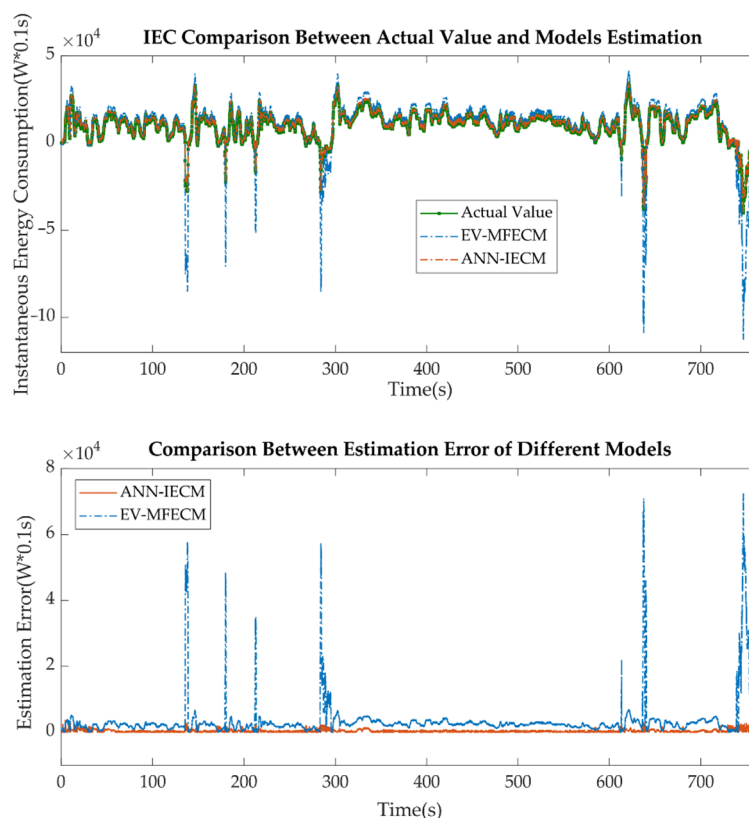 IEC Comparison Between Actual Value and Models Estimation
×10⁴
Instantaneous Energy Consumption(W*0.1s)
5
0
-5
-10
Actual Value
EV-MFECM
ANN-IECM
0 100 200 300 400 500 600 700
Time(s)
Comparison Between Estimation Error of Different Models
×10⁴
Estimation Error(W*0.1s)
8
6
4
2
0
ANN-IECM
EV-MFECM
0 100 200 300 400 500 600 700
Time(s)